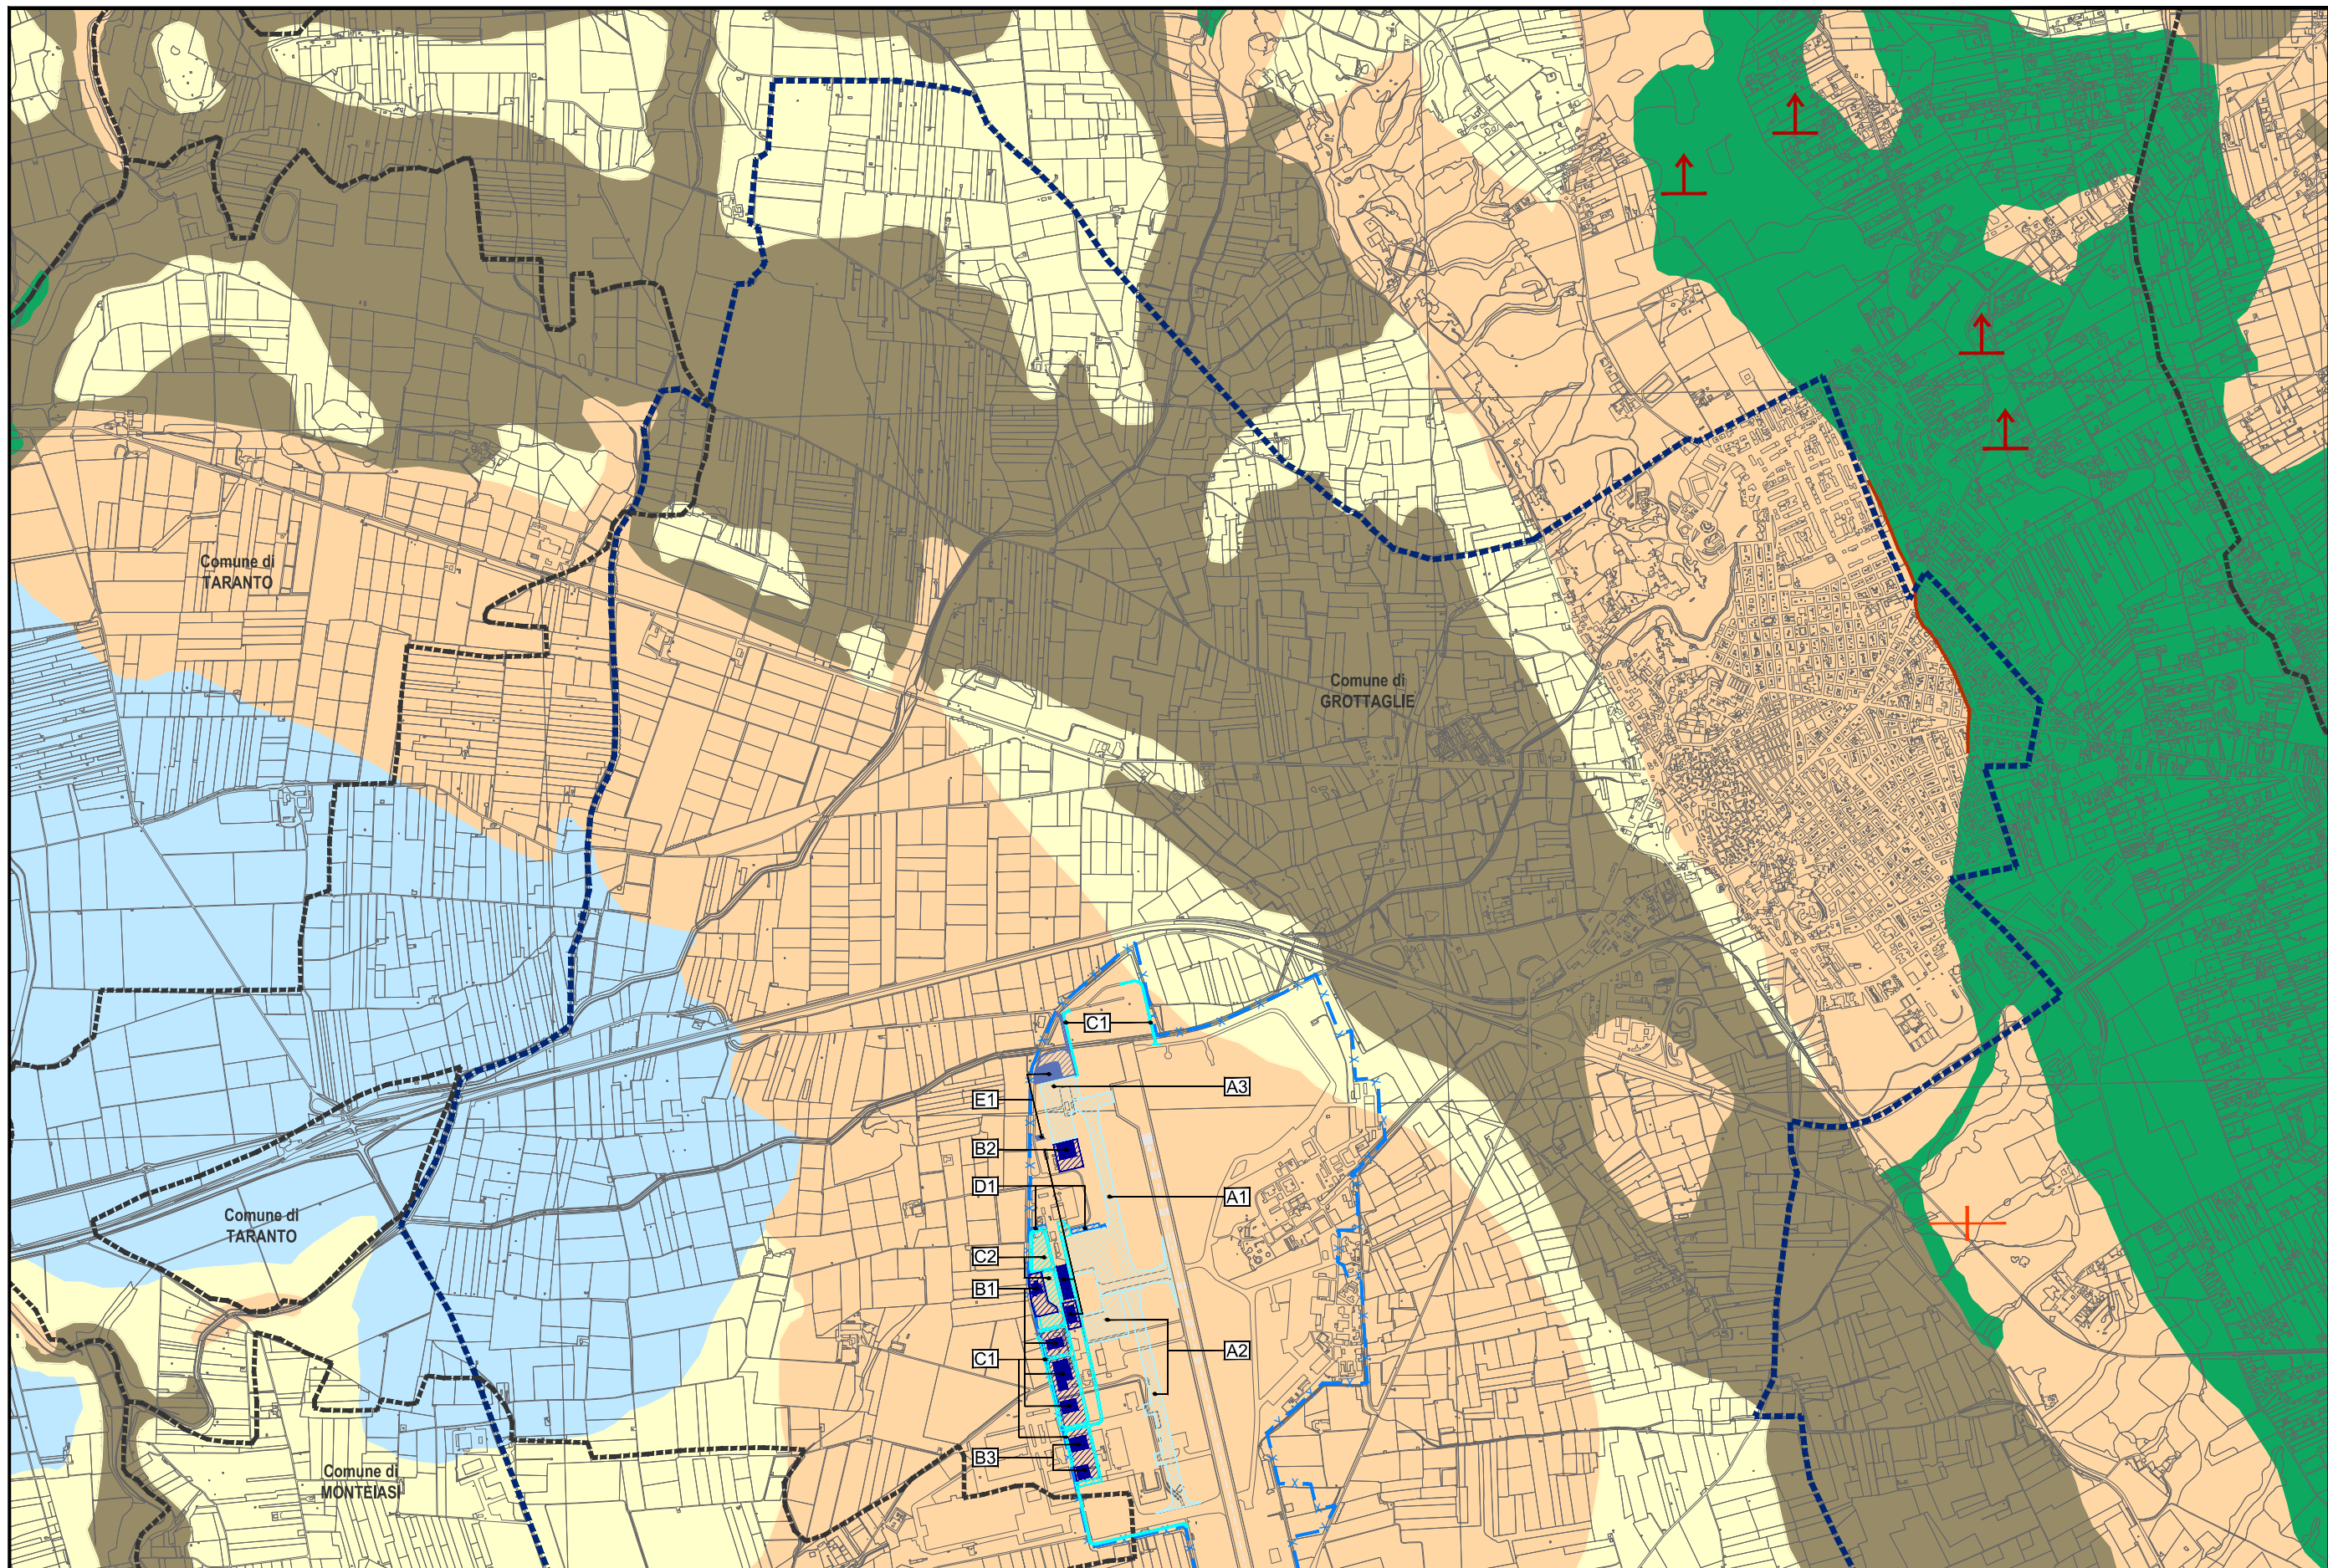 Comune di
TARANTO
Comune di
GROTTAGLIE
C1
A3
E1
B2
D1
A1
Comune di
TARANTO
C2
B1
A2
C1
B3
Comune di
MONTEIASI